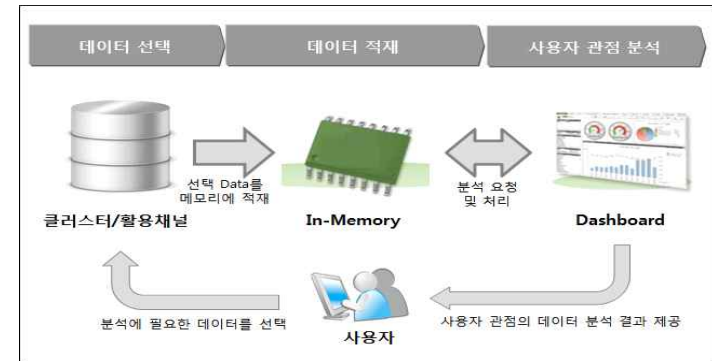 데이터 선택
데이터 적재
사용자 관점 분석
선택 Data를
메모리에 적재
분석 요청
및 처리
클러스터/활용채널
In-Memory
Dashboard
분석에 필요한 데이터를 선택
사용자
사용자 관점의 데이터 분석 결과 제공